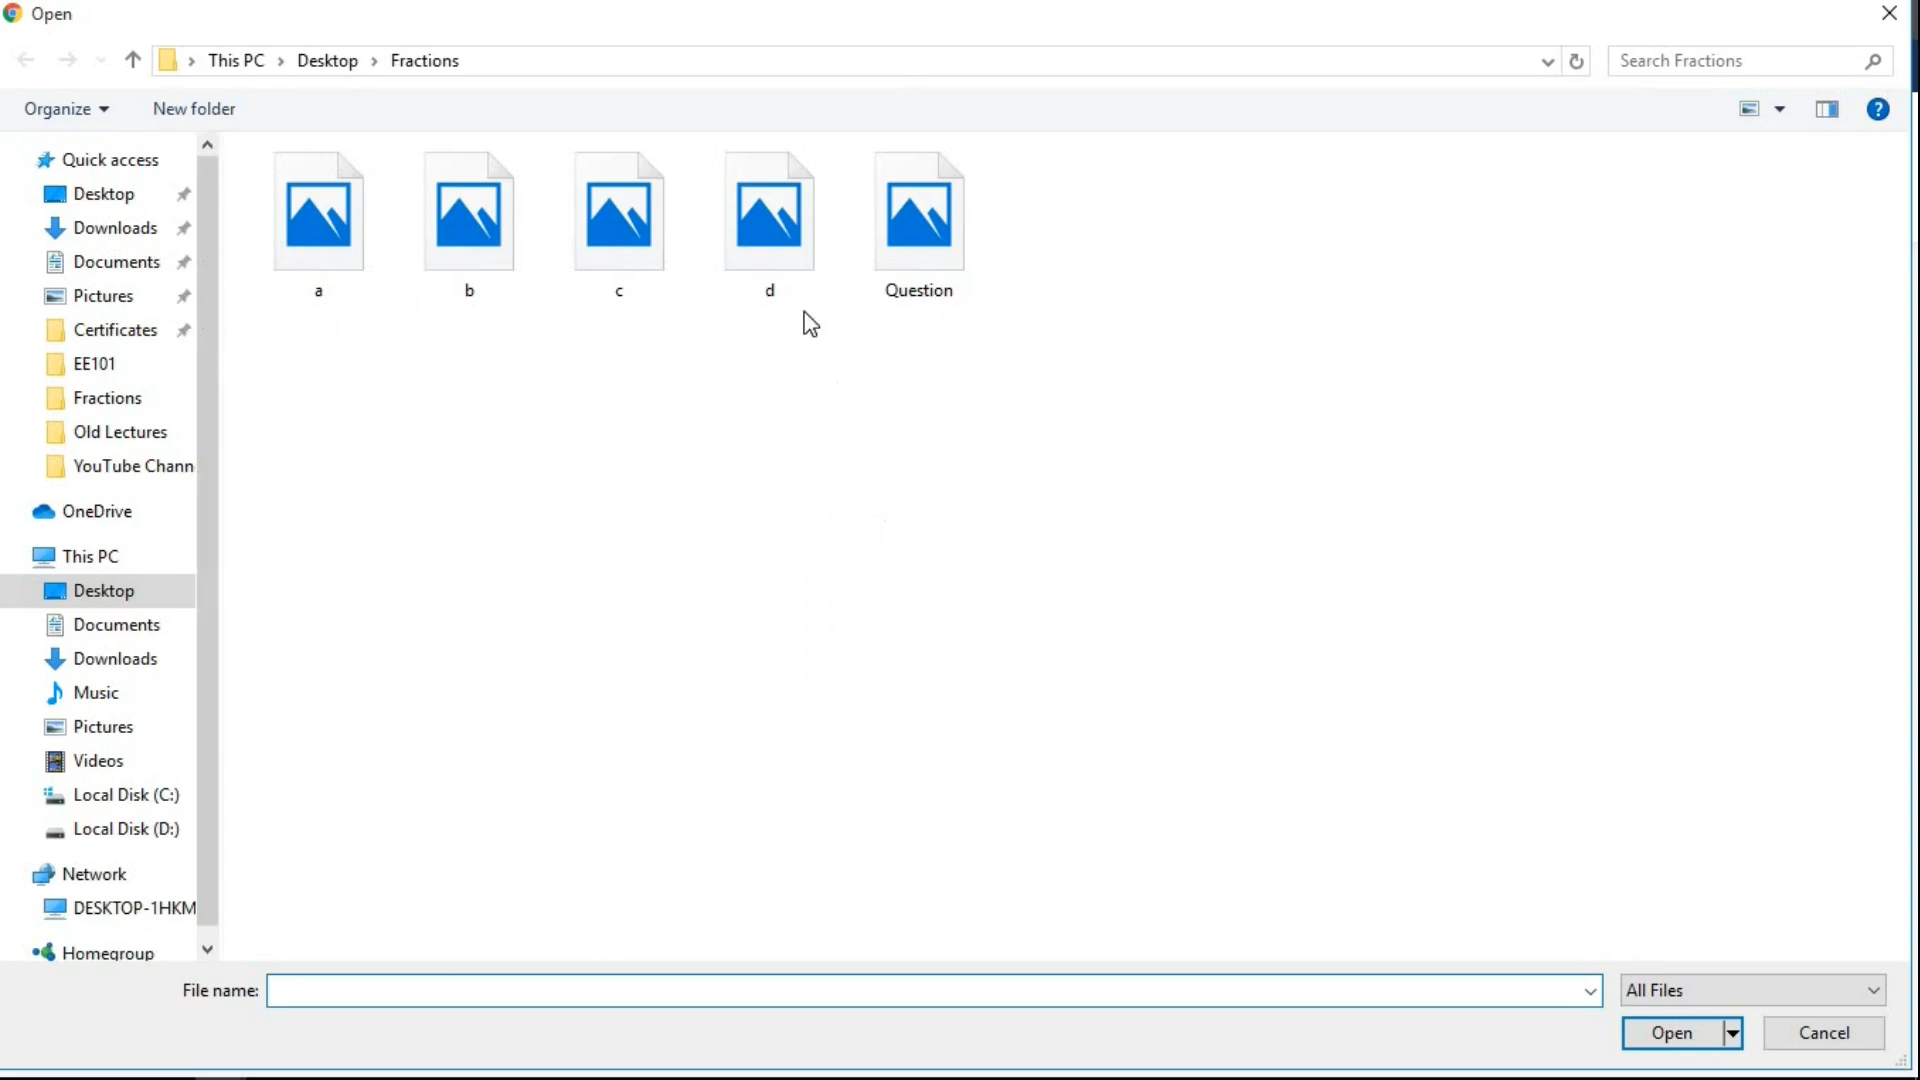 Open
This PC > Desktop > Fractions
Search Fractions
Organize
New folder
Quick access
Desktop
Downloads
Documents
Pictures
Certificates
EE101
Fractions
Old Lectures
YouTube Chann
OneDrive
This PC
Desktop
Documents
Downloads
Music
Pictures
Videos
Local Disk (C:)
Local Disk (D:)
Network
DESKTOP-1HKM
Homegroup
a
b
c
d
Question
File name:
All Files
Open
Cancel